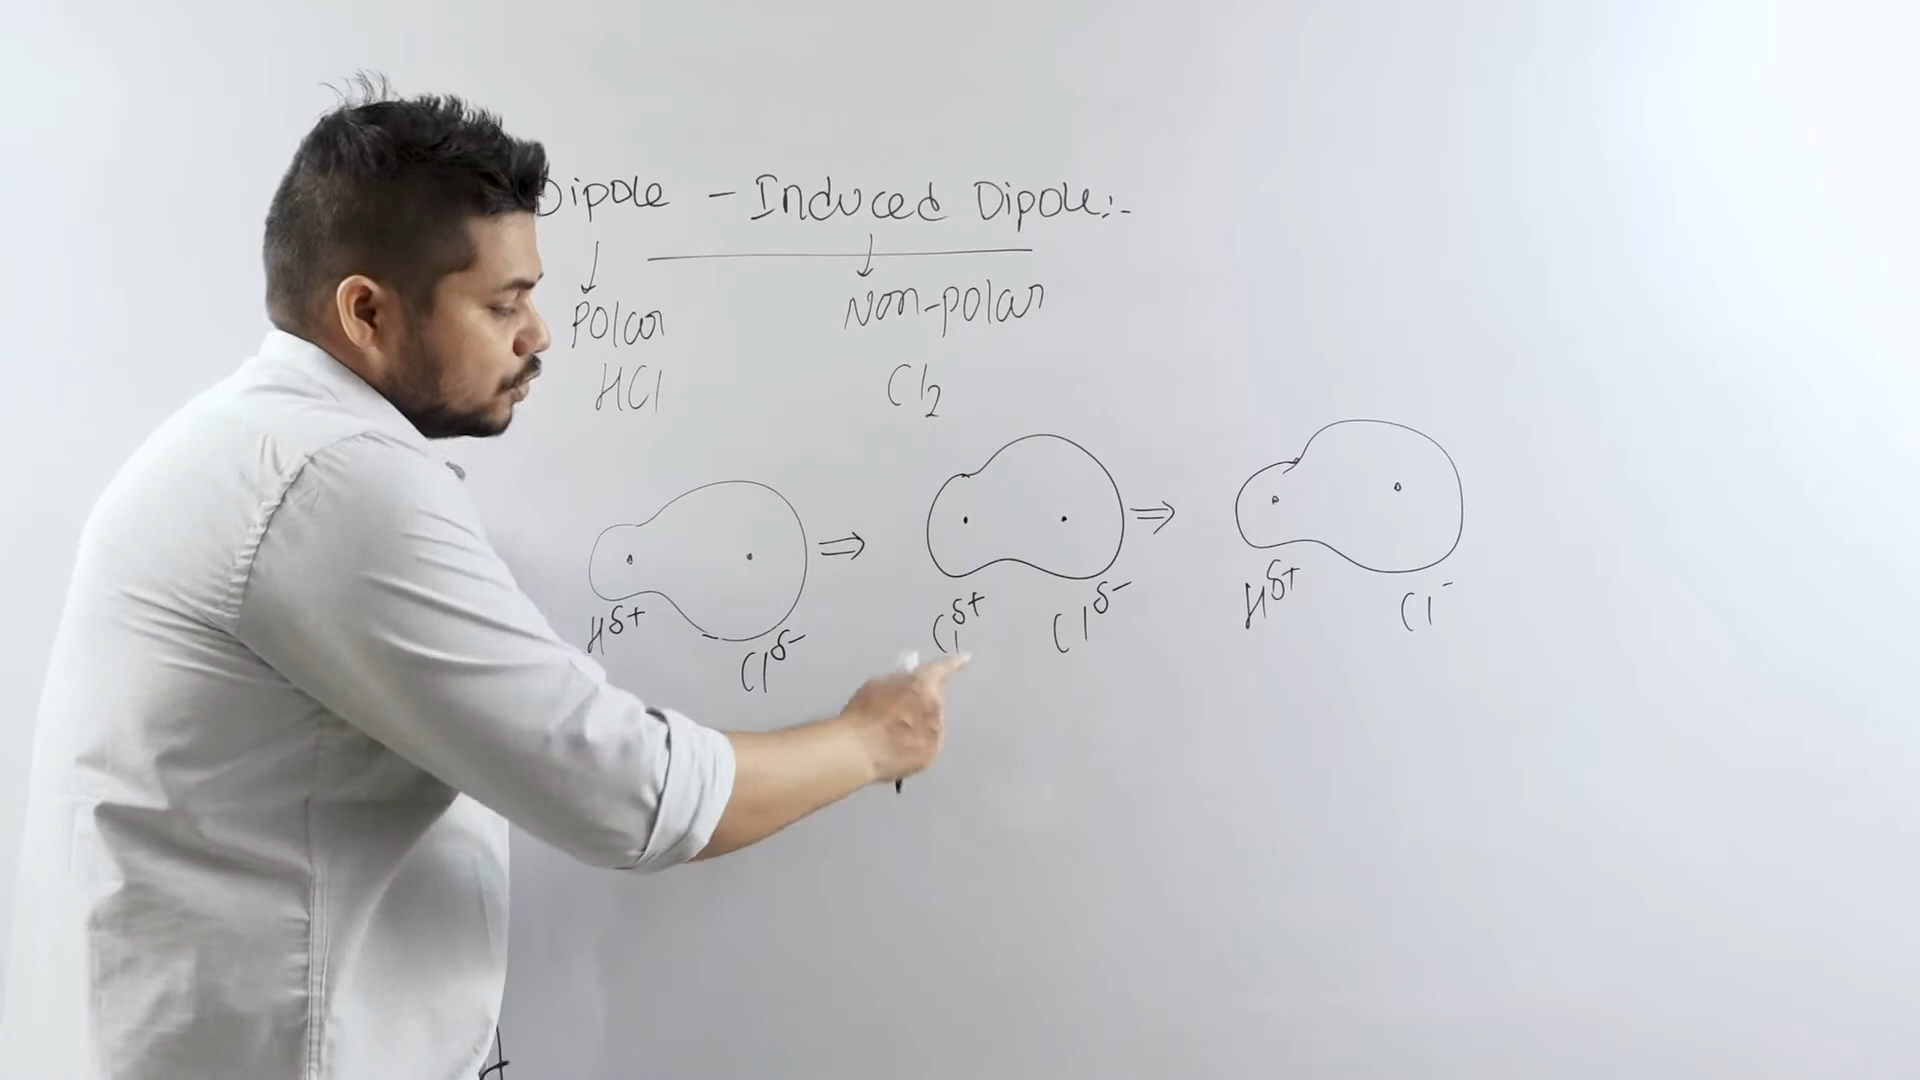 Dipole - Induced Dipole:-
Polar Non-polar
HCl Cl2
Hδ+ Clδ- ⇒ Clδ+ Clδ- ⇒ Hδ+ Cl-